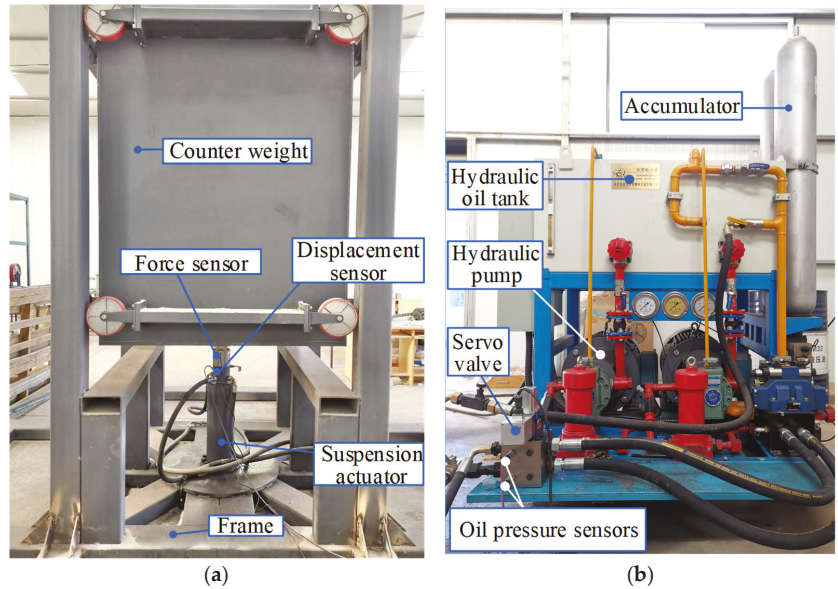 Counter weight
Force sensor
Displacement
sensor
Suspension
actuator
Frame
(a)
Accumulator
Hydraulic
oil tank
Hydraulic
pump
Servo
valve
Oil pressure sensors
(b)